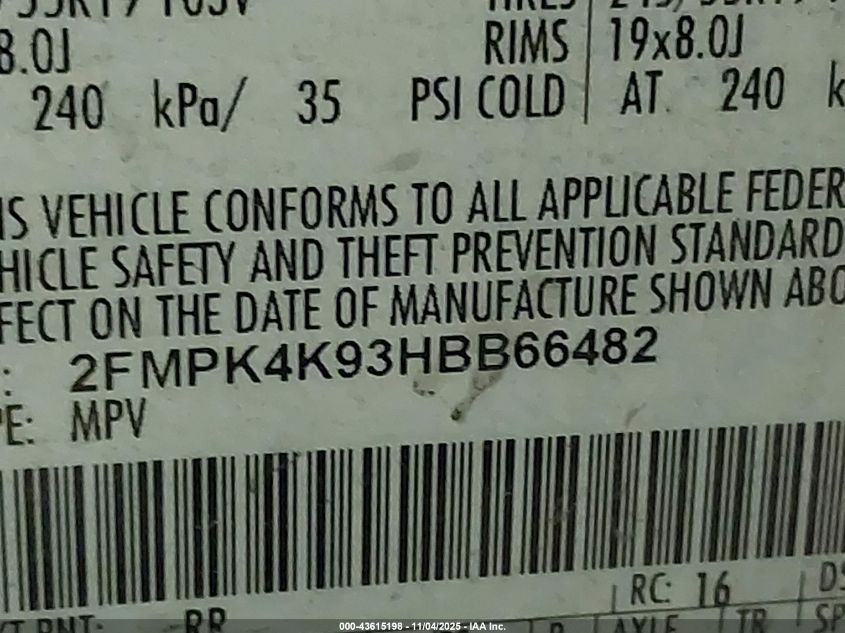 8.0J RIMS 19x8.0J
240 kPa/ 35 PSI COLD AT 240
VEHICLE CONFORMS TO ALL APPLICABLE FEDER
HICLE SAFETY AND THEFT PREVENTION STANDARD
FECT ON THE DATE OF MANUFACTURE SHOWN ABO
: 2FMPK4K93HBB66482
E: MPV
RC: 16
RR
000-43615198 - 11/04/2025 - IAA Inc.